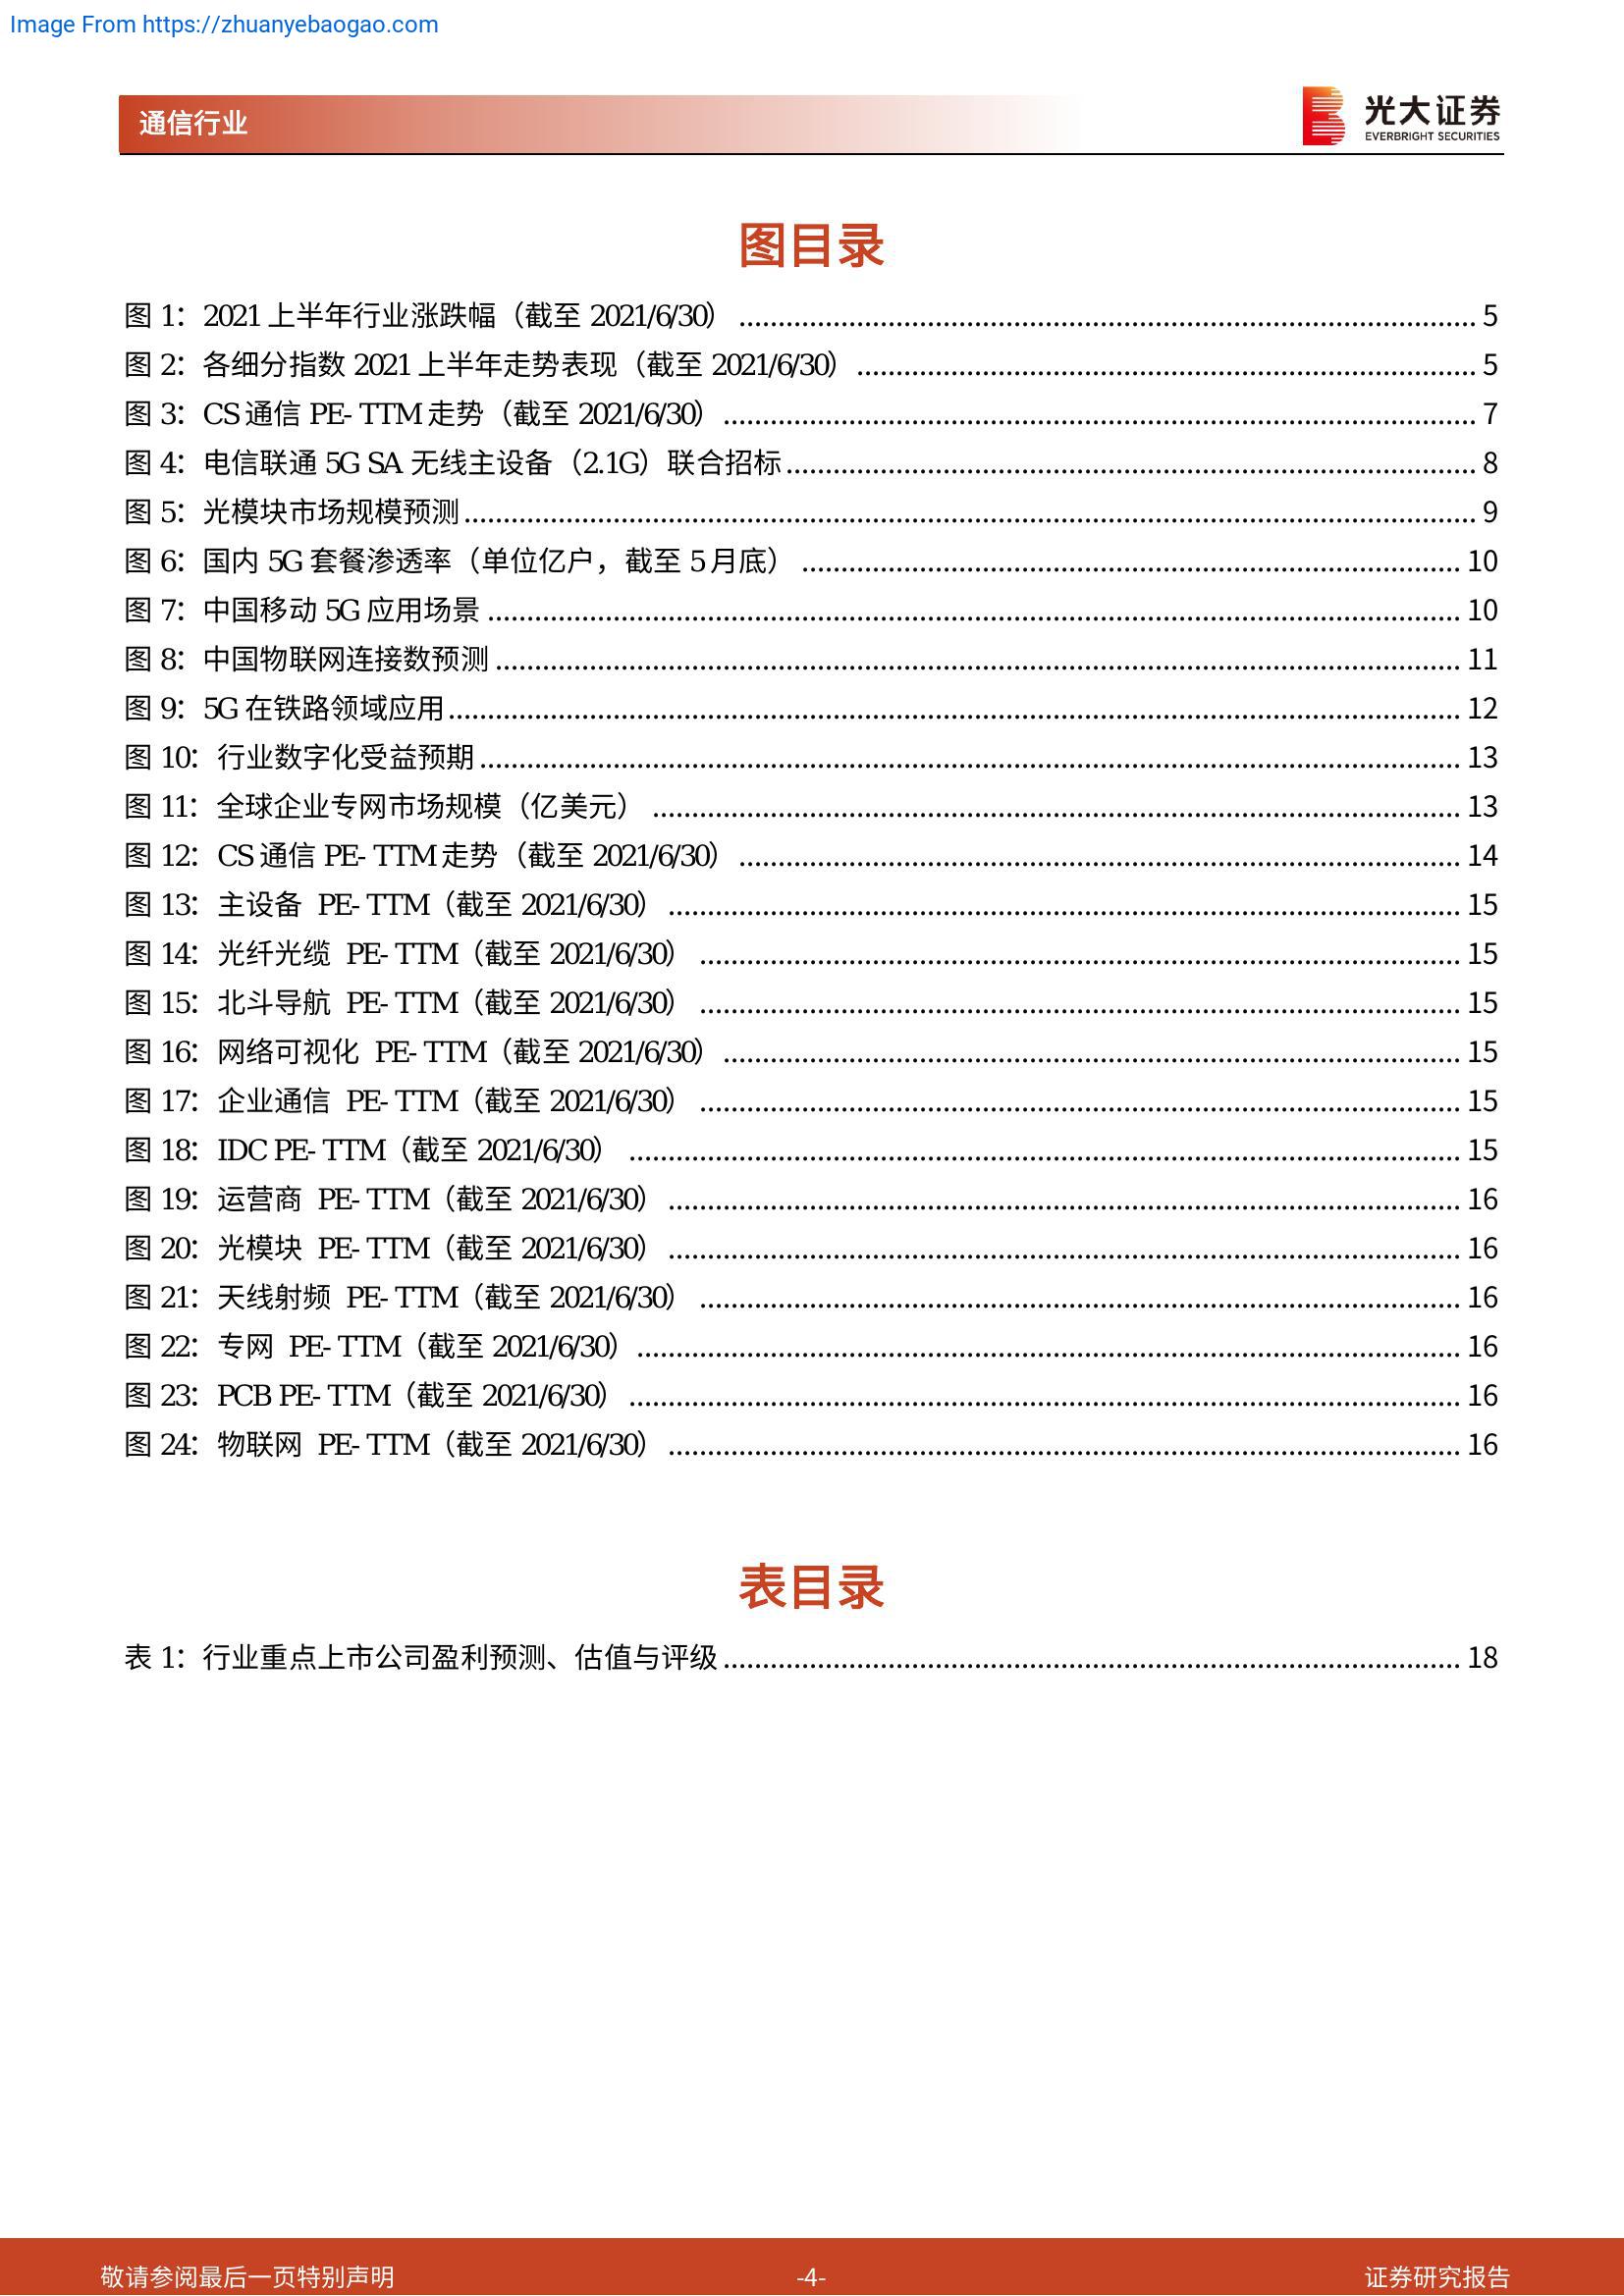 Image From https://zhuanyebaogao.com
通信行业
光大证券
EVERBRIGHT SECURITIES
图目录
图 1：2021 上半年行业涨跌幅（截至 2021/6/30） ........ 5
图 2：各细分指数 2021 上半年走势表现（截至 2021/6/30） ........ 5
图 3：CS 通信 PE- TTM 走势（截至 2021/6/30） ........ 7
图 4：电信联通 5G SA 无线主设备（2.1G）联合招标 ........ 8
图 5：光模块市场规模预测 ........ 9
图 6：国内 5G 套餐渗透率（单位亿户，截至 5 月底） ........ 10
图 7：中国移动 5G 应用场景 ........ 10
图 8：中国物联网连接数预测 ........ 11
图 9：5G 在铁路领域应用 ........ 12
图 10：行业数字化受益预期 ........ 13
图 11：全球企业专网市场规模（亿美元） ........ 13
图 12：CS 通信 PE- TTM 走势（截至 2021/6/30） ........ 14
图 13：主设备 PE- TTM（截至 2021/6/30） ........ 15
图 14：光纤光缆 PE- TTM（截至 2021/6/30） ........ 15
图 15：北斗导航 PE- TTM（截至 2021/6/30） ........ 15
图 16：网络可视化 PE- TTM（截至 2021/6/30） ........ 15
图 17：企业通信 PE- TTM（截至 2021/6/30） ........ 15
图 18：IDC PE- TTM（截至 2021/6/30） ........ 15
图 19：运营商 PE- TTM（截至 2021/6/30） ........ 16
图 20：光模块 PE- TTM（截至 2021/6/30） ........ 16
图 21：天线射频 PE- TTM（截至 2021/6/30） ........ 16
图 22：专网 PE- TTM（截至 2021/6/30） ........ 16
图 23：PCB PE- TTM（截至 2021/6/30） ........ 16
图 24：物联网 PE- TTM（截至 2021/6/30） ........ 16
表目录
表 1：行业重点上市公司盈利预测、估值与评级 ........ 18
敬请参阅最后一页特别声明
-4-
证券研究报告